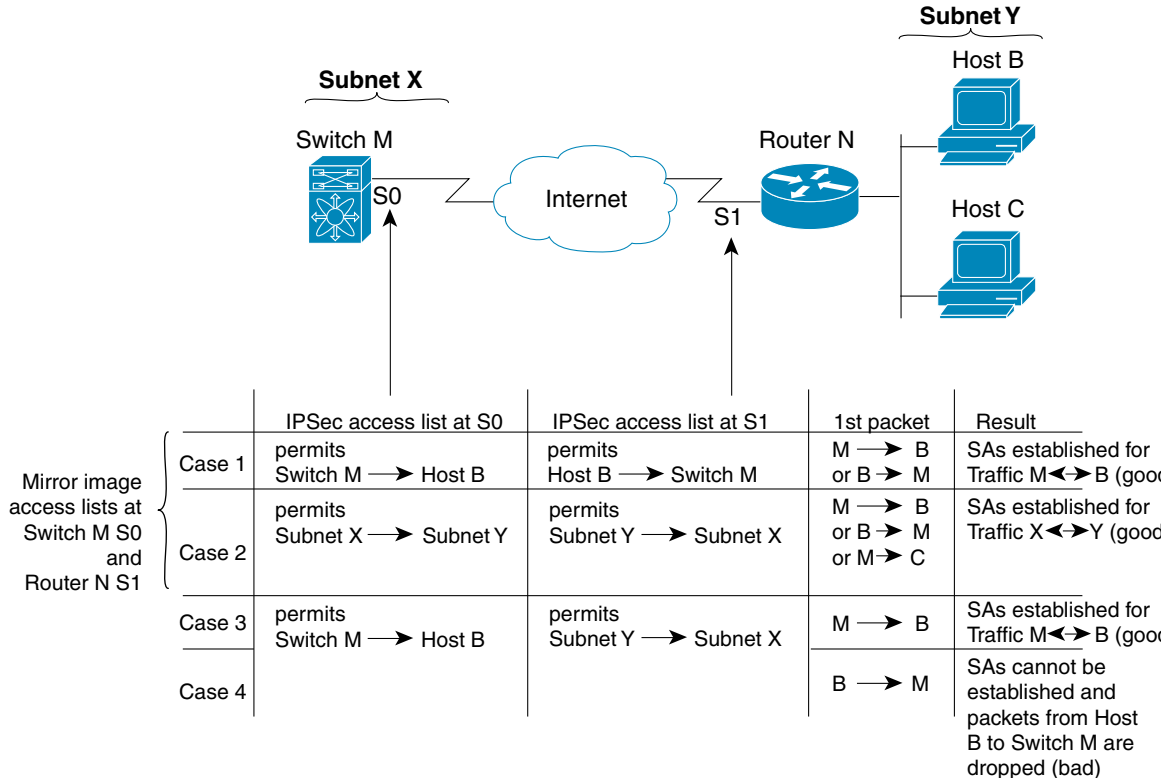 Subnet Y
Host B
Subnet X
Switch M
Router N
S0
Internet
S1
Host C
IPSec access list at S0
IPSec access list at S1
1st packet
Result
Mirror image
access lists at
Switch M S0
and
Router N S1
Case 1
permits
Switch M → Host B
permits
Host B → Switch M
M → B
or B → M
SAs established for
Traffic M ↔ B (good
Case 2
permits
Subnet X → Subnet Y
permits
Subnet Y → Subnet X
M → B
or B → M
or M → C
SAs established for
Traffic X ↔ Y (good
Case 3
permits
Switch M → Host B
permits
Subnet Y → Subnet X
M → B
SAs established for
Traffic M ↔ B (good
Case 4
B → M
SAs cannot be
established and
packets from Host
B to Switch M are
dropped (bad)